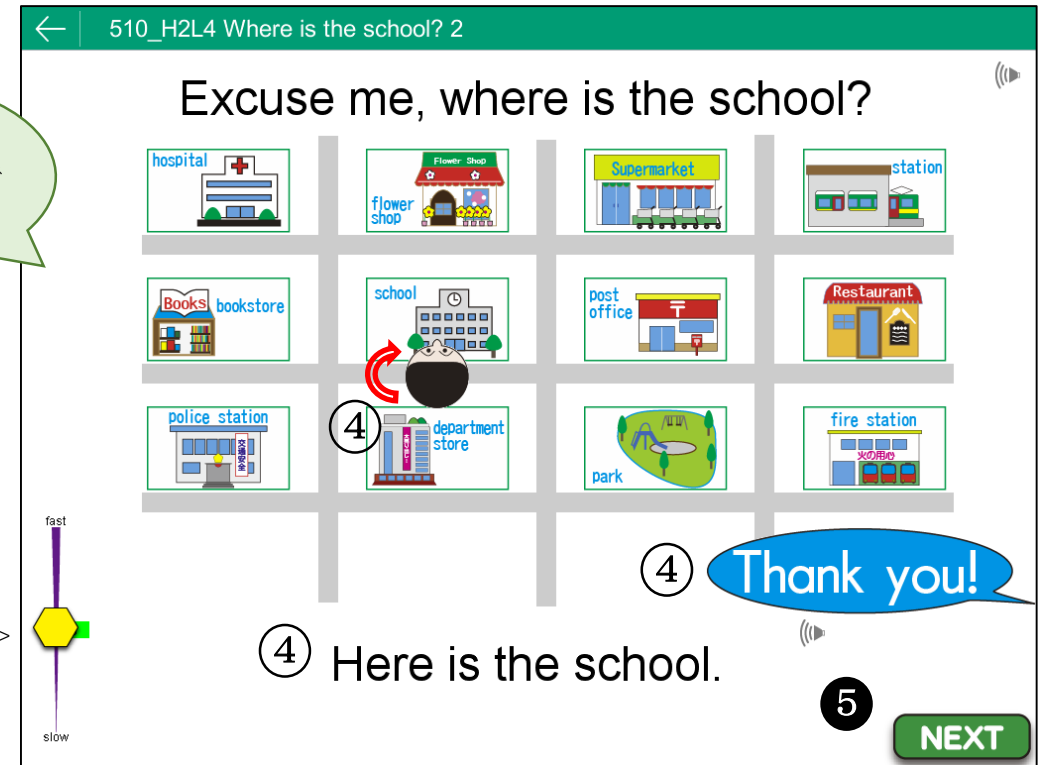 510_H2L4 Where is the school? 2
Excuse me, where is the school?
hospital
Flower Shop
flower
shop
Supermarket
station
Books
bookstore
school
post
office
〒
Restaurant
police station
交通安全
④
department
store
park
fire station
火の用心
fast
④
Thank you!
>
④
Here is the school.
❺
slow
NEXT